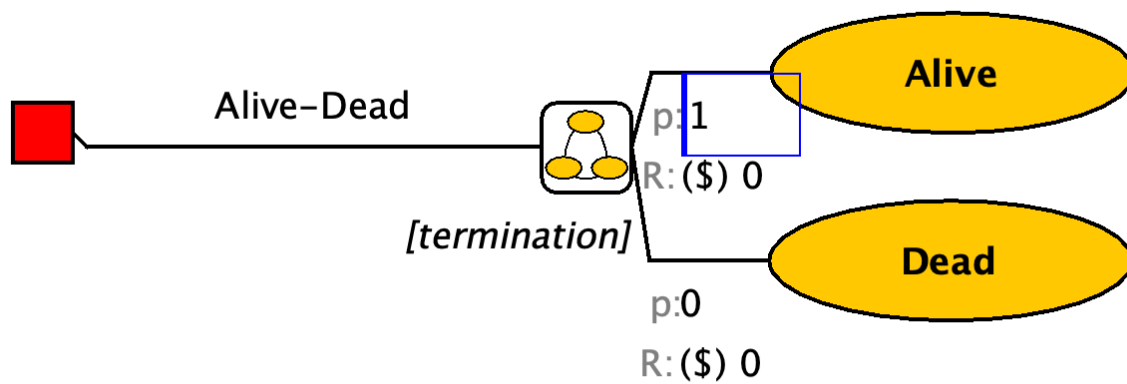 Alive
Alive-Dead
p:1
R: ($) 0
[termination]
Dead
p:0
R: ($) 0